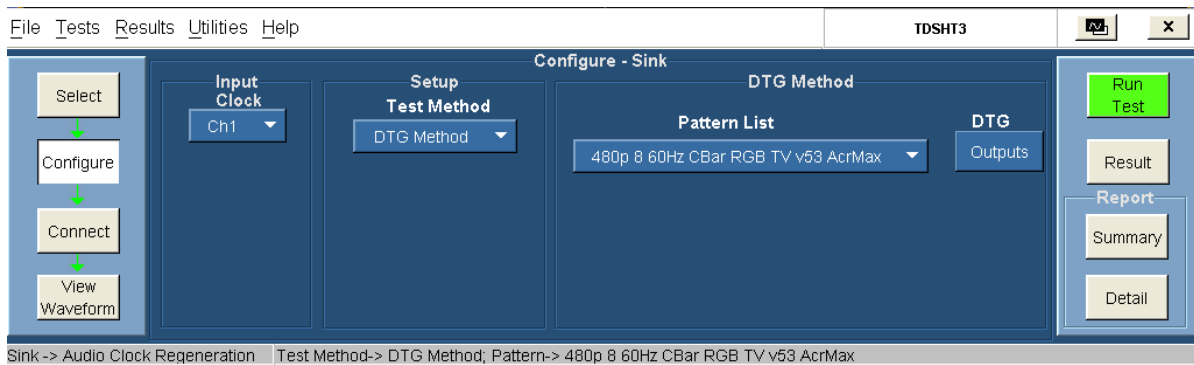 File Tests Results Utilities Help
TDSHT3
x
Configure - Sink
Select
Configure
Connect
View
Waveform
Input
Clock
Ch1
Setup
Test Method
DTG Method
DTG Method
Pattern List
480p 8 60Hz CBar RGB TV v53 AcrMax
DTG
Outputs
Run
Test
Result
Report
Summary
Detail
Sink -> Audio Clock Regeneration Test Method-> DTG Method; Pattern-> 480p 8 60Hz CBar RGB TV v53 AcrMax